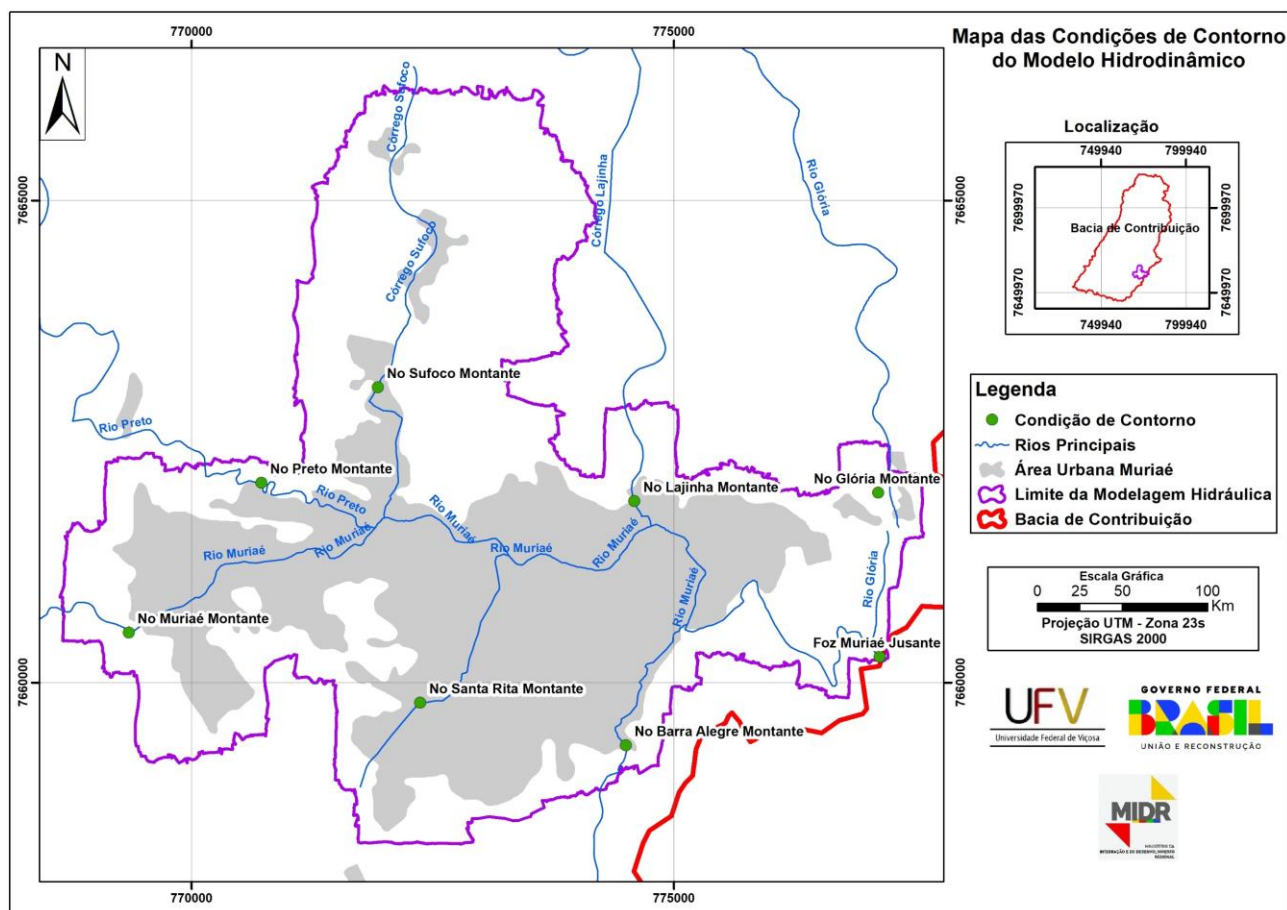 770000
775000
Mapa das Condições de Contorno
do Modelo Hidrodinâmico
N
Córrego Sufoco
Córrego Lajinha
Rio Glória
7665000
7665000
Córrego Sufoco
No Sufoco Montante
Rio Preto
No Preto Montante
Rio Preto
No Lajinha Montante
No Glória Montante
Rio Muriaé
Rio Muriaé
Rio Muriaé
Rio Muriaé
Rio Muriaé
Rio Muriaé
Rio Glória
No Muriaé Montante
Foz Muriaé Jusante
7660000
7660000
No Santa Rita Montante
No Barra Alegre Montante
770000
775000
Localização
749940
799940
7699970
7699970
Bacia de Contribuição
7649970
7649970
749940
799940
Legenda
Condição de Contorno
Rios Principais
Área Urbana Muriaé
Limite da Modelagem Hidráulica
Bacia de Contribuição
Escala Gráfica
0 25 50 100
Km
Projeção UTM - Zona 23s
SIRGAS 2000
UFV
Universidade Federal de Viçosa
GOVERNO FEDERAL
BRASIL
UNIÃO E RECONSTRUÇÃO
MIDR
MINISTÉRIO DA
INTEGRAÇÃO E DO DESENVOLVIMENTO
REGIONAL